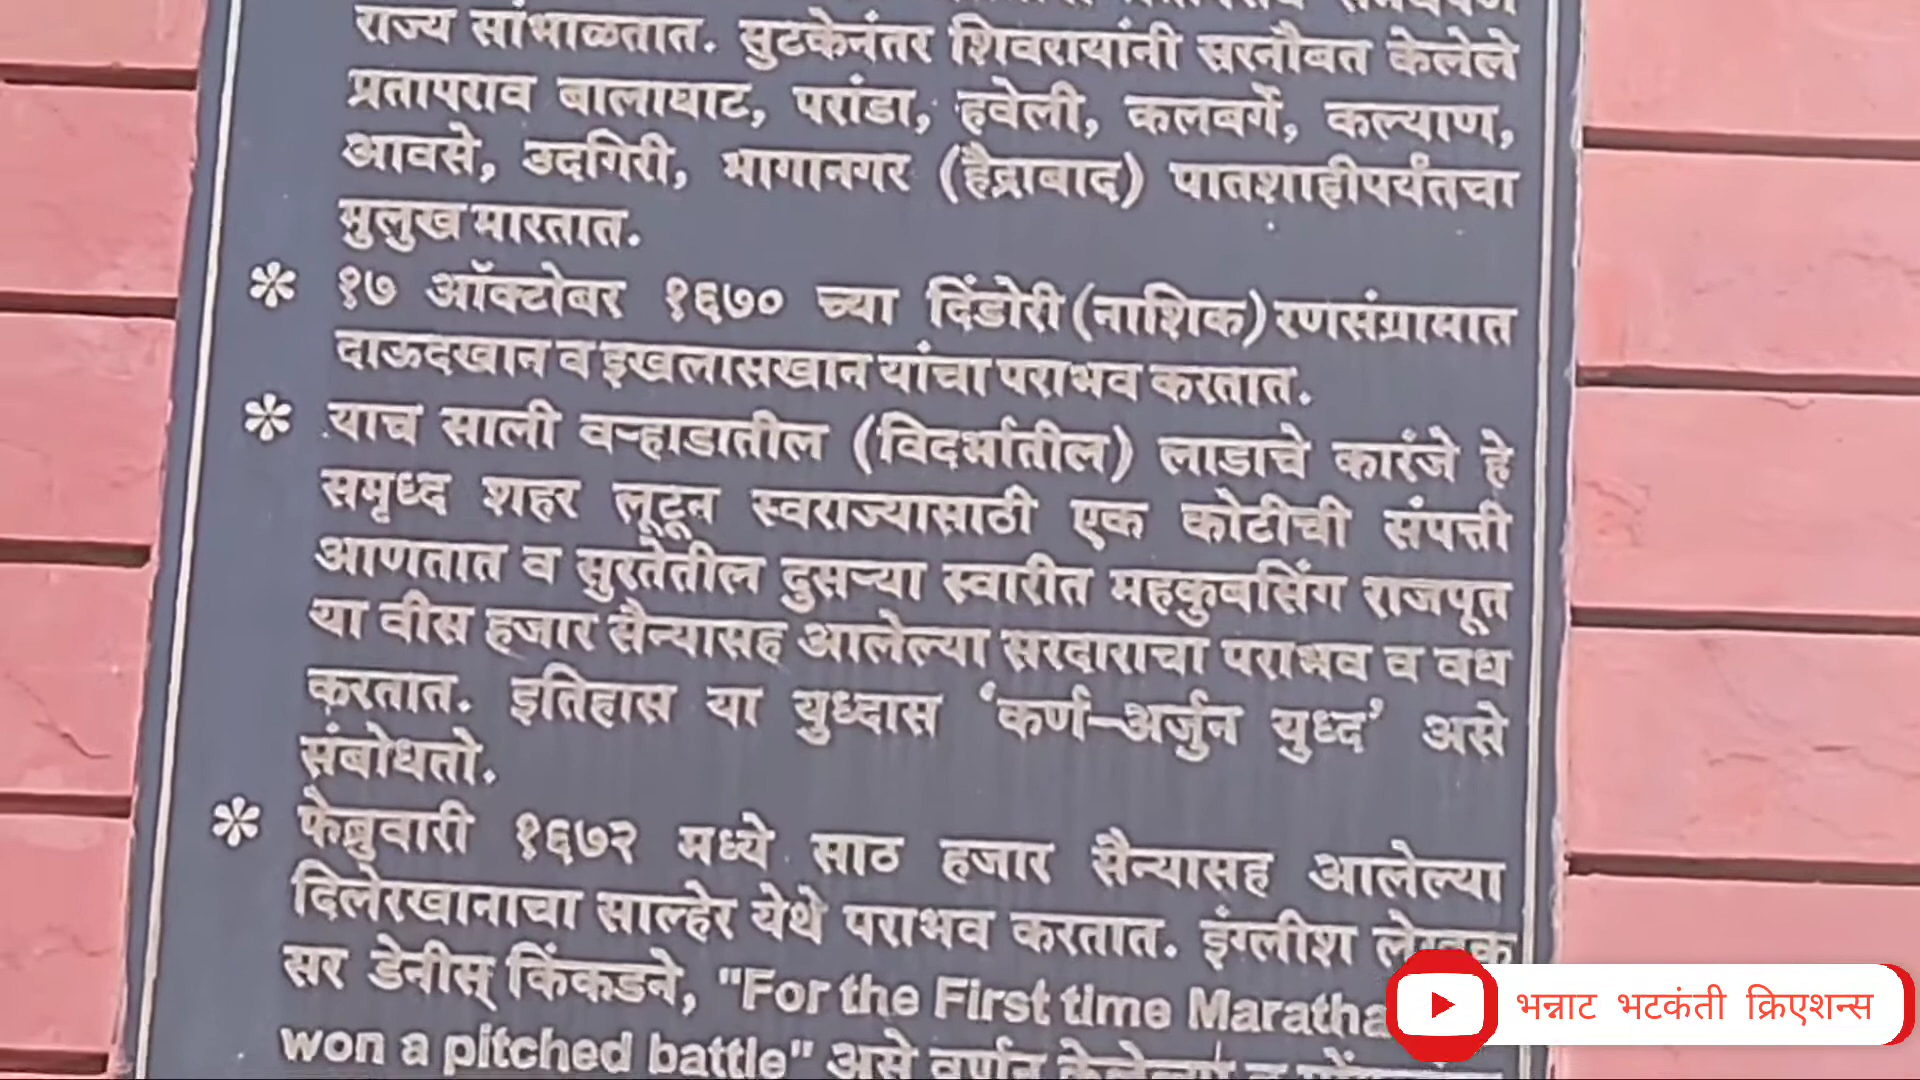 राज्य सांभाळतात. सुटकेनंतर शिवरायांनी सरनौबत केलेले
प्रतापराव बालाघाट, परांडा, हवेली, कलबर्गे, कल्याण,
आवसे, उदगिरी, भागानगर (हैद्राबाद) पातशाहीपर्यंतचा
मुलुख मारतात.
* १७ ऑक्टोबर १६७० च्या दिंडोरी (नाशिक) रणसंग्रामात
दाऊदखान व इखलासखान यांचा पराभव करतात.
* याच साली वऱ्हाडातील (विदर्भातील) लाडाचे कारंजे हे
समृध्द शहर लूटून स्वराज्यासाठी एक कोटीची संपत्ती
आणतात व सुरतेतील दुसऱ्या स्वारीत महकुबसिंग राजपूत
या वीस हजार सैन्यासह आलेल्या सरदाराचा पराभव व वध
करतात. इतिहास या युध्दास ‘कर्ण–अर्जुन युध्द’ असे
संबोधतो.
* फेब्रुवारी १६७२ मध्ये साठ हजार सैन्यासह आलेल्या
दिलेरखानाचा साल्हेर येथे पराभव करतात. इंग्लीश लेखक
सर डेनीस् किंकडने, "For the First time Maratha
won a pitched battle" असे वर्णन
भन्नाट भटकंती क्रिएशन्स